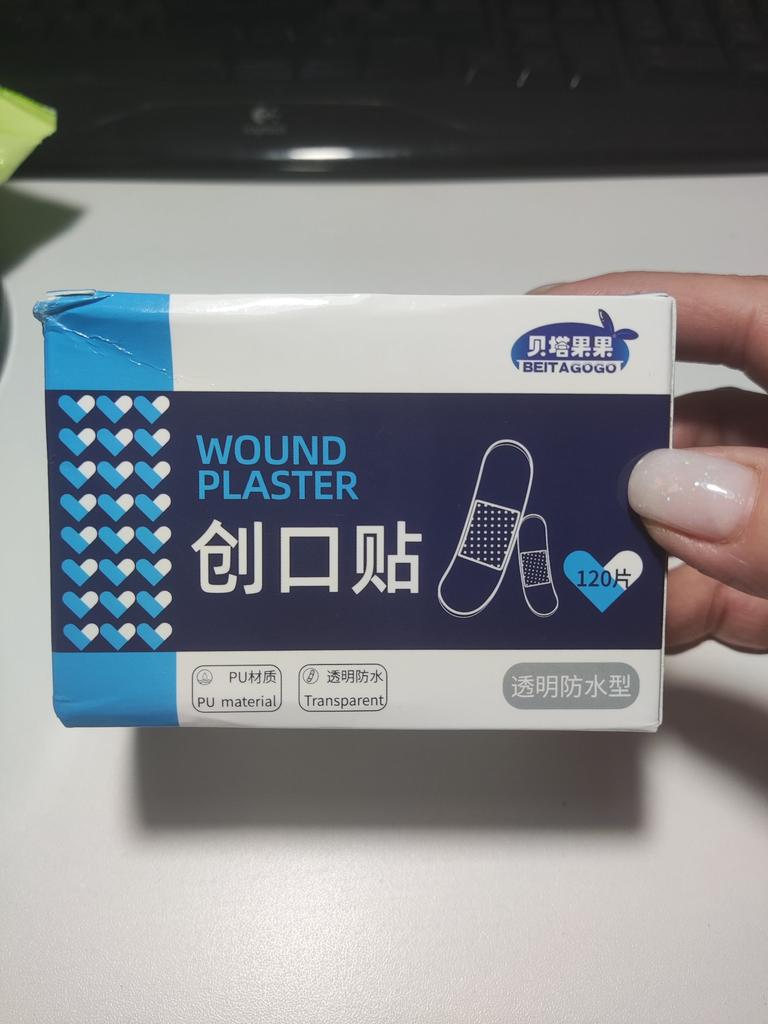 贝塔果果
BEITAGOGO
WOUND
PLASTER
创口贴
120片
PU材质
PU material
透明防水
Transparent
透明防水型